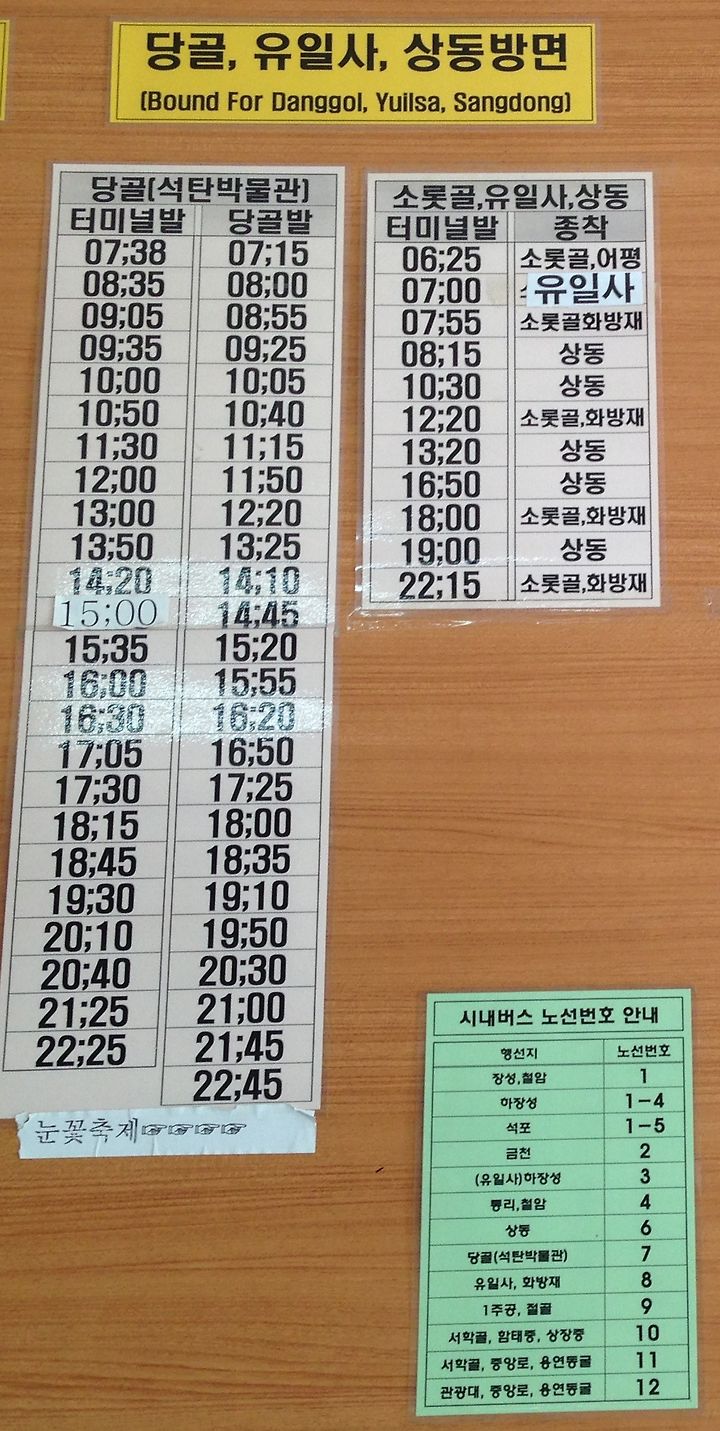 당골, 유일사, 상동방면
(Bound For Danggol, Yuilsa, Sangdong)
당골(석탄박물관)
터미널발 당골발
07;38 07;15
08;35 08;00
09;05 08;55
09;35 09;25
10;00 10;05
10;50 10;40
11;30 11;15
12;00 11;50
13;00 12;20
13;50 13;25
14;20 14;10
15;00 14;45
15;35 15;20
16;00 15;55
16;30 16;20
17;05 16;50
17;30 17;25
18;15 18;00
18;45 18;35
19;30 19;10
20;10 19;50
20;40 20;30
21;25 21;00
22;25 21;45
22;45
눈꽃축제☞☞☞☞
소롯골,유일사,상동
터미널발 종착
06;25 소롯골,어평
07;00 유일사
07;55 소롯골화방재
08;15 상동
10;30 상동
12;20 소롯골,화방재
13;20 상동
16;50 상동
18;00 소롯골,화방재
19;00 상동
22;15 소롯골,화방재
시내버스 노선번호 안내
행선지 노선번호
장성,철암 1
하장성 1-4
석포 1-5
금천 2
(유일사)하장성 3
통리,철암 4
상동 6
당골(석탄박물관) 7
유일사, 화방재 8
1주공, 절골 9
서학골, 함태중, 상장중 10
서학골, 중앙로, 용연동굴 11
관광대, 중앙로, 용연동굴 12